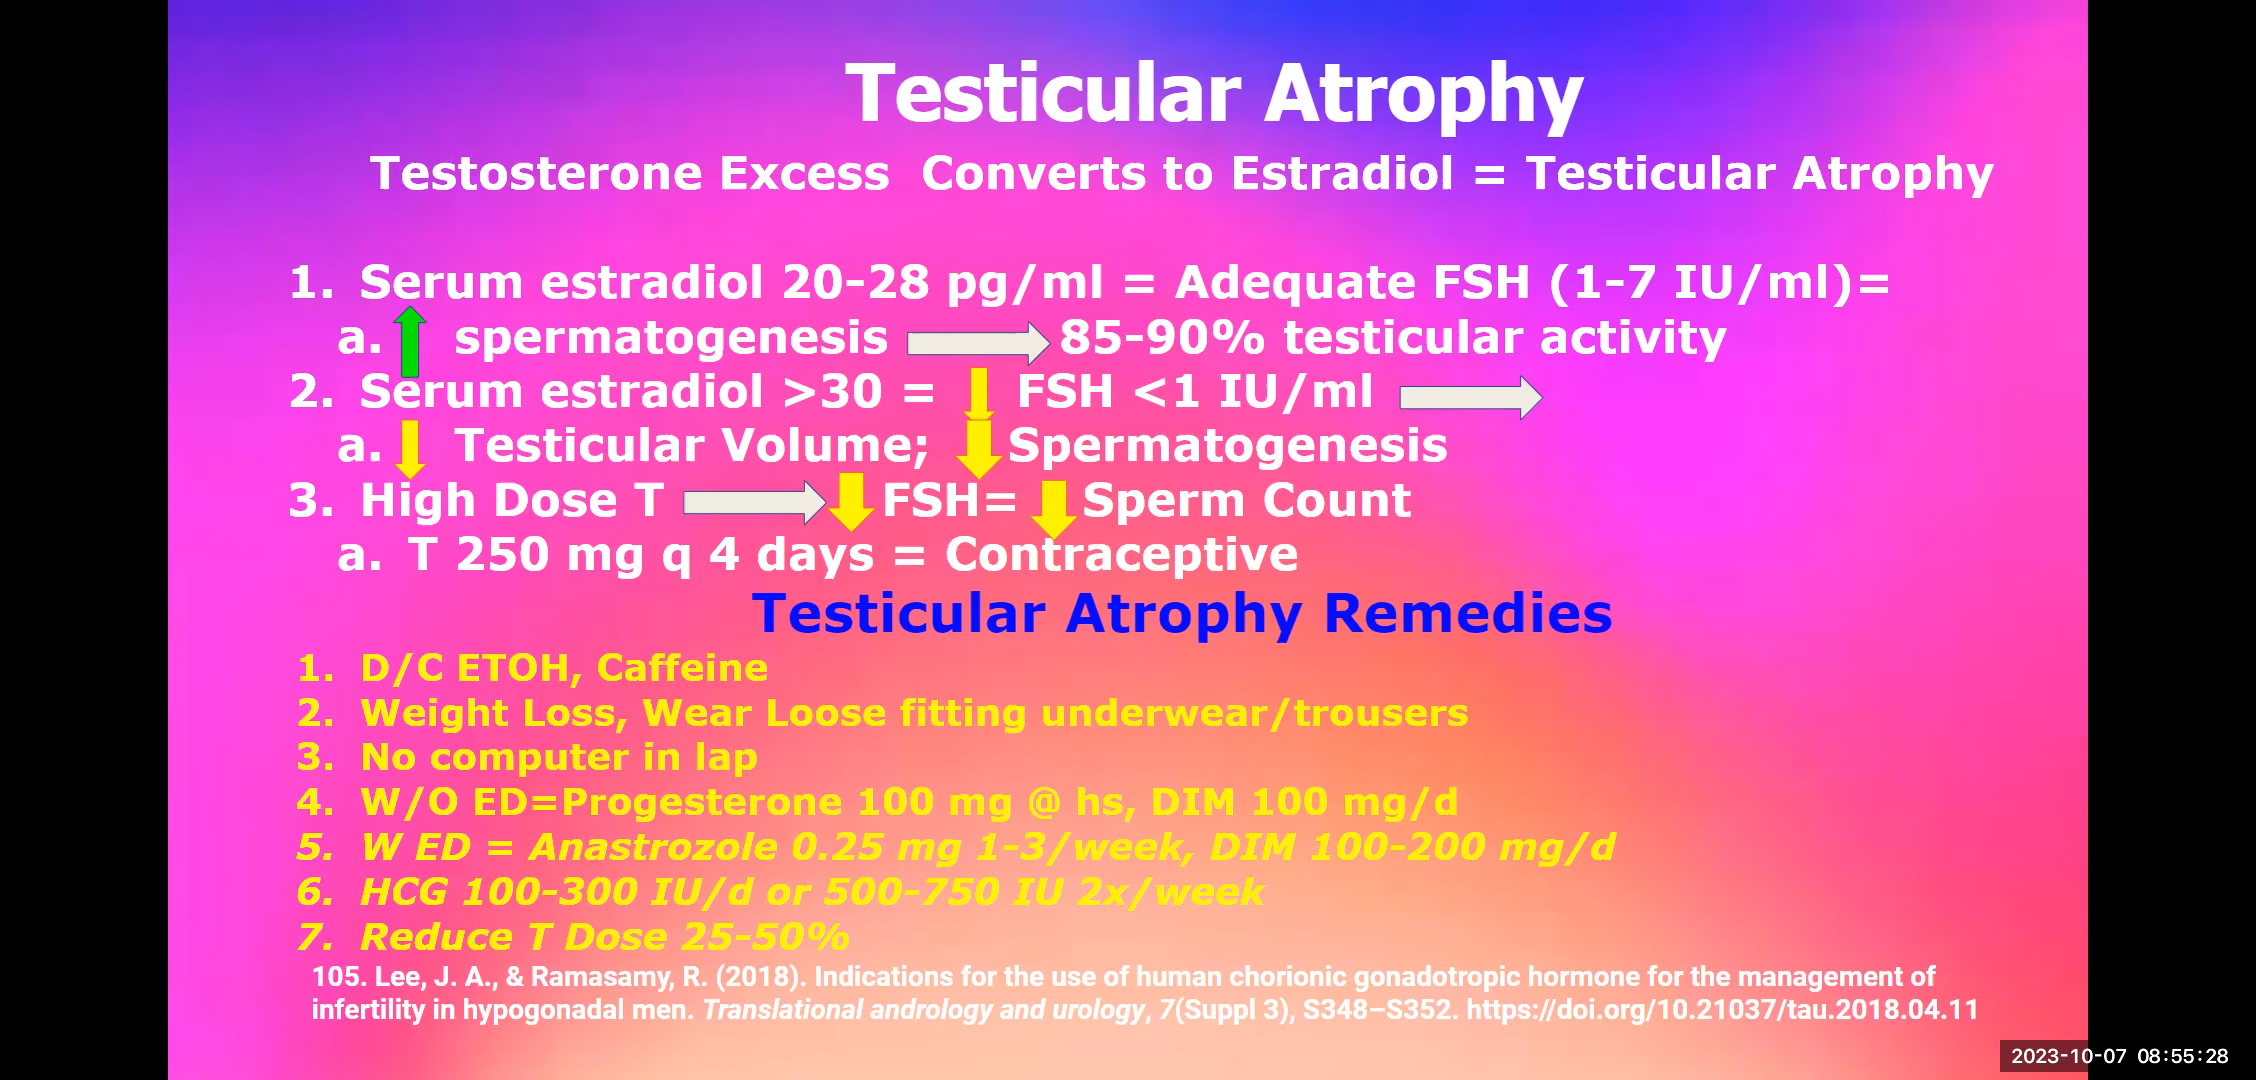 Testicular Atrophy
Testosterone Excess Converts to Estradiol = Testicular Atrophy
1. Serum estradiol 20-28 pg/ml = Adequate FSH (1-7 IU/ml)=
a. spermatogenesis 85-90% testicular activity
2. Serum estradiol >30 = FSH <1 IU/ml
a. Testicular Volume; Spermatogenesis
3. High Dose T FSH= Sperm Count
a. T 250 mg q 4 days = Contraceptive
Testicular Atrophy Remedies
1. D/C ETOH, Caffeine
2. Weight Loss, Wear Loose fitting underwear/trousers
3. No computer in lap
4. W/O ED=Progesterone 100 mg @ hs, DIM 100 mg/d
5. W ED = Anastrozole 0.25 mg 1-3/week, DIM 100-200 mg/d
6. HCG 100-300 IU/d or 500-750 IU 2x/week
7. Reduce T Dose 25-50%
105. Lee, J. A., & Ramasamy, R. (2018). Indications for the use of human chorionic gonadotropic hormone for the management of
infertility in hypogonadal men. Translational andrology and urology, 7(Suppl 3), S348–S352. https://doi.org/10.21037/tau.2018.04.11
2023-10-07 08:55:28